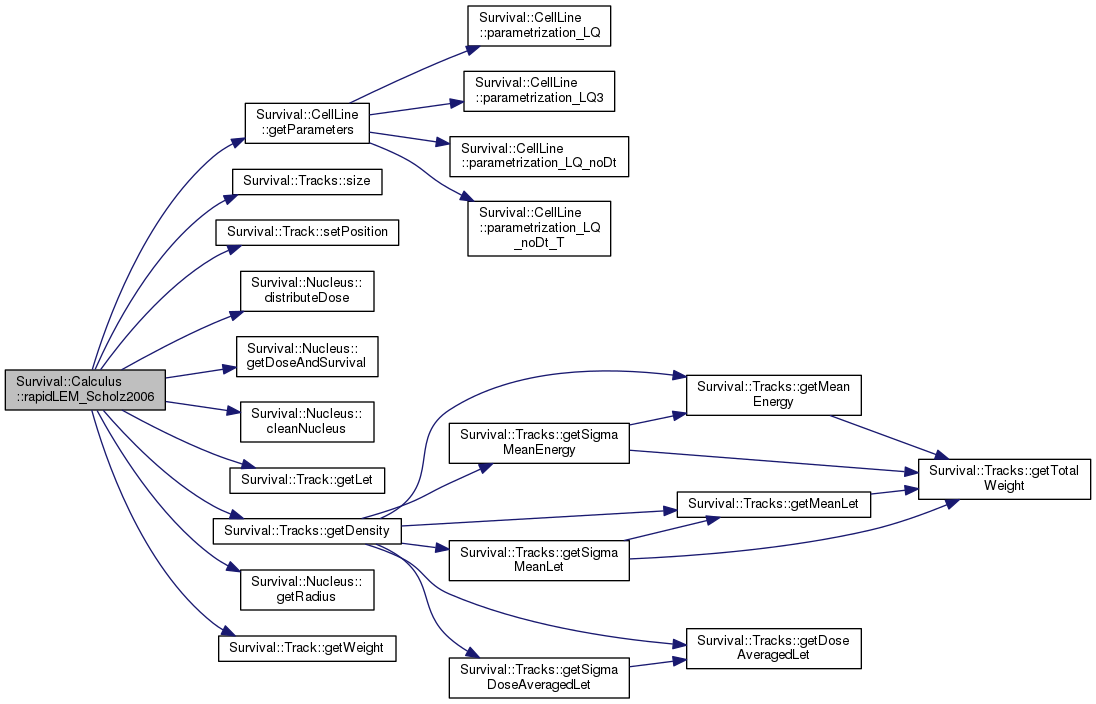 Survival::Calculus
::rapidLEM_Scholz2006
Survival::CellLine
::getParameters
Survival::CellLine
::parametrization_LQ
Survival::CellLine
::parametrization_LQ3
Survival::CellLine
::parametrization_LQ_noDt
Survival::CellLine
::parametrization_LQ
_noDt_T
Survival::Tracks::size
Survival::Track::setPosition
Survival::Nucleus::
distributeDose
Survival::Nucleus::
getDoseAndSurvival
Survival::Nucleus::
cleanNucleus
Survival::Track::getLet
Survival::Tracks::getDensity
Survival::Tracks::getMean
Energy
Survival::Tracks::getTotal
Weight
Survival::Tracks::getSigma
MeanEnergy
Survival::Tracks::getMeanLet
Survival::Tracks::getSigma
MeanLet
Survival::Tracks::getDose
AveragedLet
Survival::Tracks::getSigma
DoseAveragedLet
Survival::Nucleus::
getRadius
Survival::Track::getWeight